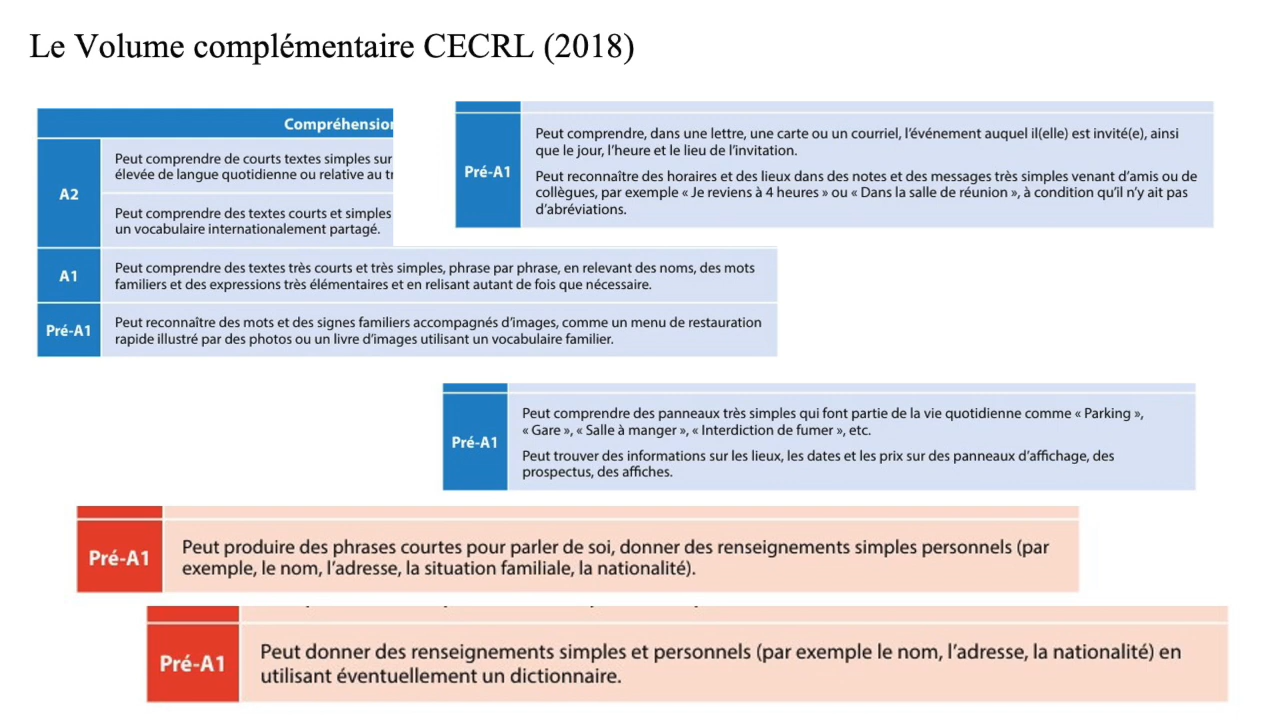 Le Volume complémentaire CECRL (2018)
Compréhension
A2
Peut comprendre de courts textes simples sur
élevée de langue quotidienne ou relative au tr
Peut comprendre des textes courts et simples
un vocabulaire internationalement partagé.
A1
Peut comprendre des textes très courts et très simples, phrase par phrase, en relevant des noms, des mots
familiers et des expressions très élémentaires et en relisant autant de fois que nécessaire.
Pré-A1
Peut reconnaître des mots et des signes familiers accompagnés d'images, comme un menu de restauration
rapide illustré par des photos ou un livre d'images utilisant un vocabulaire familier.
Pré-A1
Peut comprendre, dans une lettre, une carte ou un courriel, l'événement auquel il(elle) est invité(e), ainsi
que le jour, l'heure et le lieu de l'invitation.
Peut reconnaître des horaires et des lieux dans des notes et des messages très simples venant d'amis ou de
collègues, par exemple « Je reviens à 4 heures » ou « Dans la salle de réunion », à condition qu'il n'y ait pas
d'abréviations.
Pré-A1
Peut comprendre des panneaux très simples qui font partie de la vie quotidienne comme « Parking »,
« Gare », « Salle à manger », « Interdiction de fumer », etc.
Peut trouver des informations sur les lieux, les dates et les prix sur des panneaux d'affichage, des
prospectus, des affiches.
Pré-A1
Peut produire des phrases courtes pour parler de soi, donner des renseignements simples personnels (par
exemple, le nom, l'adresse, la situation familiale, la nationalité).
Pré-A1
Peut donner des renseignements simples et personnels (par exemple le nom, l'adresse, la nationalité) en
utilisant éventuellement un dictionnaire.